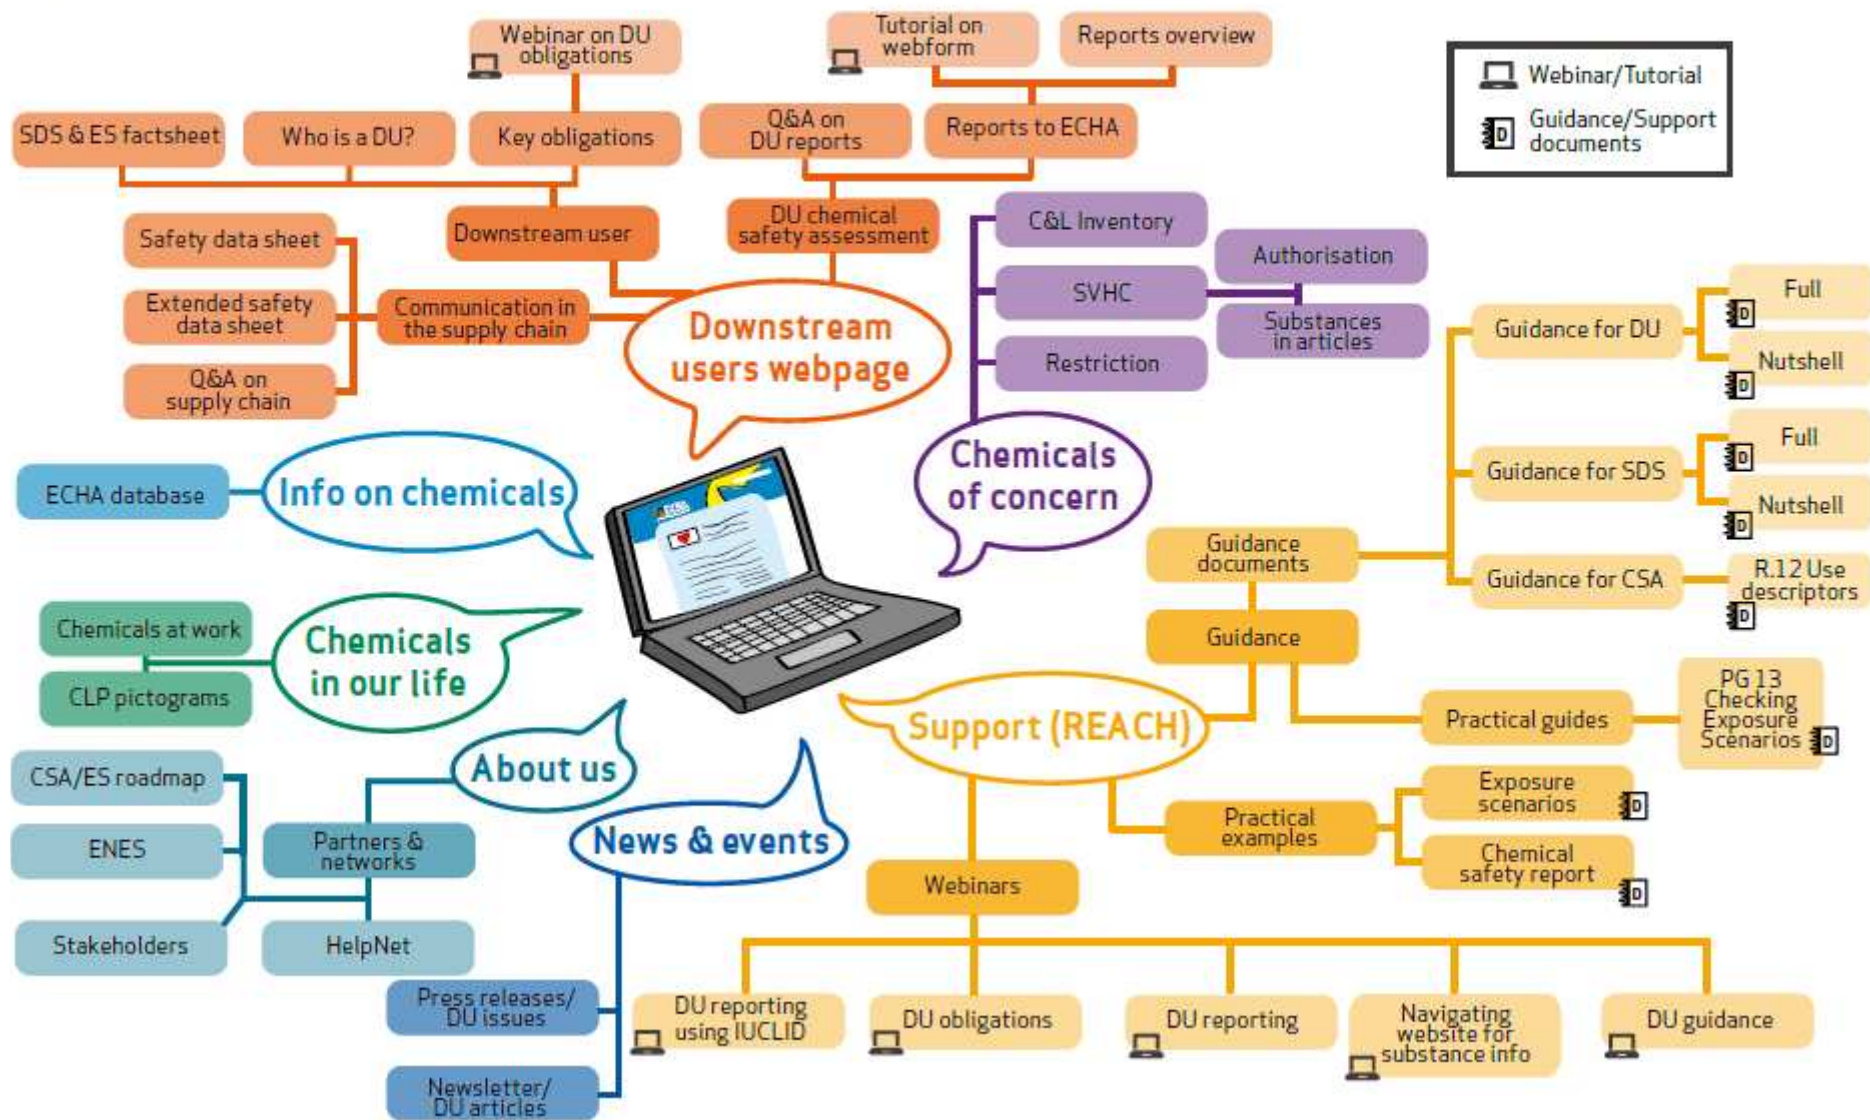 Webinar on DU
obligations
Tutorial on
webform
Reports overview
Webinar/Tutorial
D
Guidance/Support
documents
SDS & ES factsheet
Who is a DU?
Key obligations
Q&A on
DU reports
Reports to ECHA
Safety data sheet
Downstream user
DU chemical
safety assessment
Extended safety
data sheet
Communication in
the supply chain
Q&A on
supply chain
Downstream
users webpage
C&L Inventory
SVHC
Restriction
Authorisation
Substances
in articles
Chemicals
of concern
ECHA database
Info on chemicals
Chemicals at work
CLP pictograms
Chemicals
in our life
About us
CSA/ES roadmap
ENES
Partners &
networks
Stakeholders
HelpNet
News & events
Press releases/
DU issues
Newsletter/
DU articles
Support (REACH)
Guidance
documents
Guidance
Guidance for DU
Full
D
Nutshell
D
Guidance for SDS
Full
D
Nutshell
D
Guidance for CSA
R.12 Use
descriptors
D
Practical guides
PG 13
Checking
Exposure
Scenarios
D
Practical
examples
Exposure
scenarios
D
Chemical
safety report
D
Webinars
DU reporting
using IUCLID
DU obligations
DU reporting
Navigating
website for
substance info
DU guidance